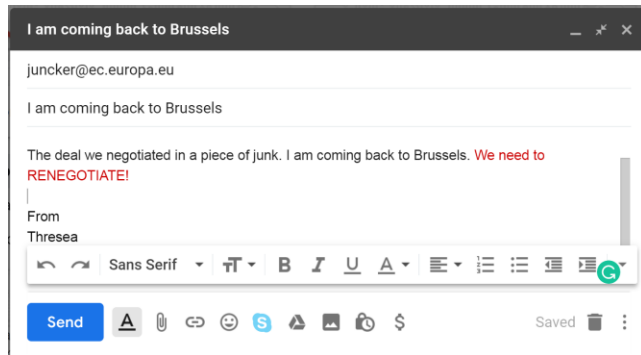 I am coming back to Brussels
juncker@ec.europa.eu
I am coming back to Brussels
The deal we negotiated in a piece of junk. I am coming back to Brussels. We need to
RENEGOTIATE!
From
Thresea
Sans Serif
Send
Saved